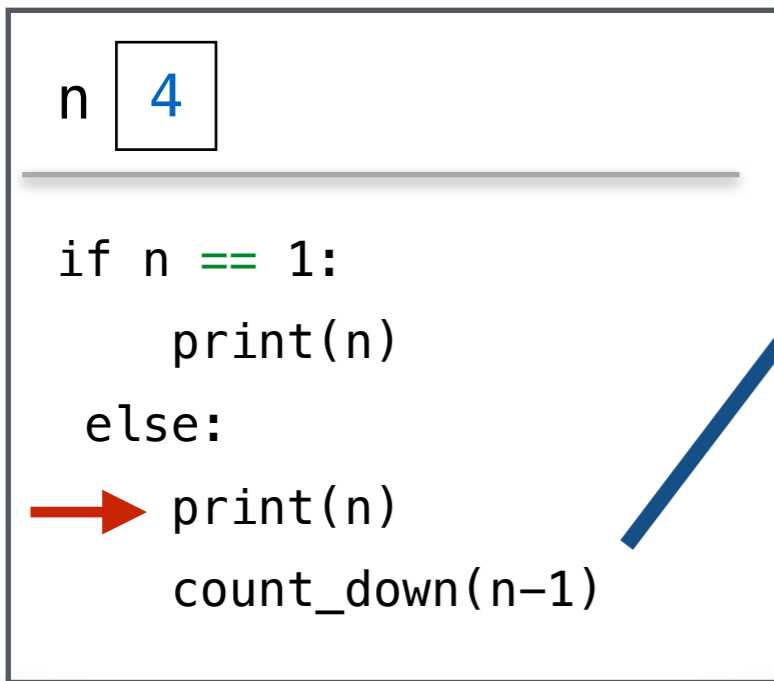 n 4
if n == 1:
print(n)
else:
print(n)
count_down(n-1)